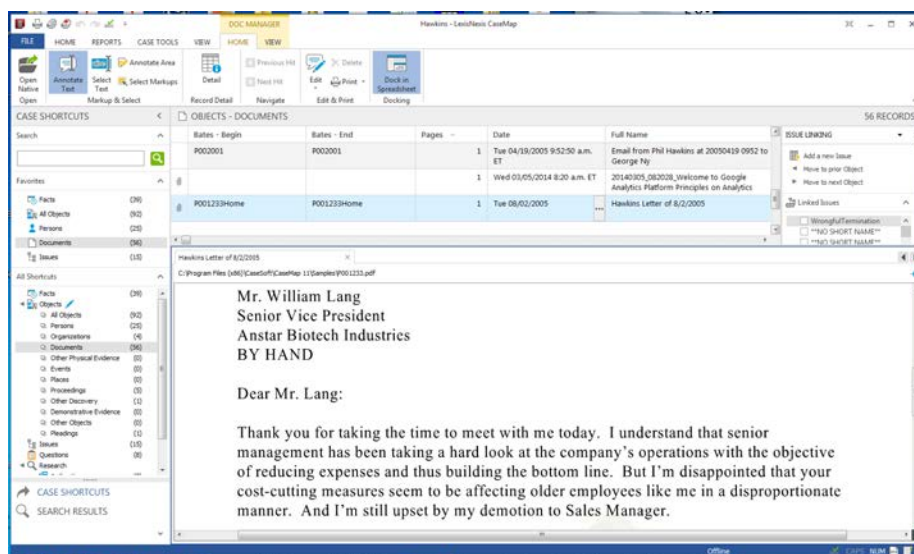 DOC MANAGER
Hawkins - LexisNexis CaseMap
FILE HOME REPORTS CASE TOOLS VIEW HOME VIEW
Open Native
Annotate Text
Select Text
Annotate Area
Select Markups
Detail
Previous Hit
Next Hit
Edit
Delete
Print
Dock in Spreadsheet
Open Markup & Select Record Detail Navigate Edit & Print Docking
CASE SHORTCUTS
OBJECTS - DOCUMENTS
56 RECORDS
Search
Favorites
Facts (39)
All Objects (92)
Persons (25)
Documents (56)
Issues (15)
All Shortcuts
Facts (39)
Objects
All Objects (92)
Persons (25)
Organizations (4)
Documents (56)
Other Physical Evidence (0)
Events (0)
Places (0)
Proceedings (5)
Other Discovery (1)
Demonstrative Evidence (0)
Other Objects (0)
Pleadings (1)
Issues (15)
Questions (8)
Research
CASE SHORTCUTS
SEARCH RESULTS
Bates - Begin Bates - End Pages Date Full Name
P002001 P002001 1 Tue 04/19/2005 9:52:50 a.m. ET Email from Phil Hawkins at 20050419 0952 to George Ny
1 Wed 03/05/2014 8:20 a.m. ET 20140305_082028_Welcome to Google Analytics Platform Principles on Analytics
P001233Home P001233Home 1 Tue 08/02/2005 ... Hawkins Letter of 8/2/2005
ISSUE LINKING
Add a new Issue
Move to prior Object
Move to next Object
Linked Issues
WrongfulTermination
**NO SHORT NAME**
**NO SHORT NAME**
Hawkins Letter of 8/2/2005
C:\Program Files (x86)\CaseSoft\CaseMap 11\Samples\P001233.pdf
Mr. William Lang
Senior Vice President
Anstar Biotech Industries
BY HAND
Dear Mr. Lang:
Thank you for taking the time to meet with me today. I understand that senior
management has been taking a hard look at the company's operations with the objective
of reducing expenses and thus building the bottom line. But I'm disappointed that your
cost-cutting measures seem to be affecting older employees like me in a disproportionate
manner. And I'm still upset by my demotion to Sales Manager.
Offline CAPS NUM